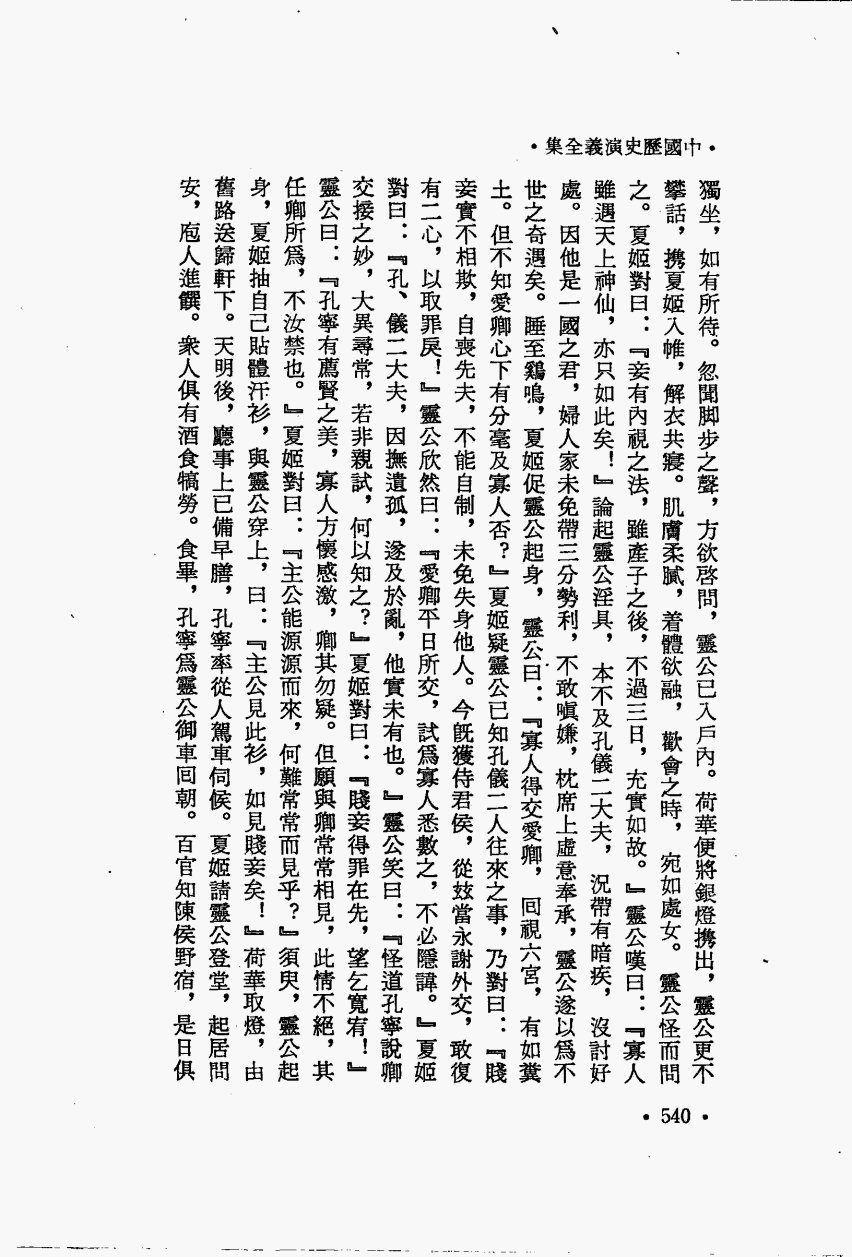 •中國歷史演義全集•
獨坐，如有所待。忽聞脚步之聲，方欲啓問，靈公已入戶內。荷華便將銀燈携出，靈公更不
攀話，携夏姬入帷，解衣共寢。肌膚柔膩，着體欲融，歡會之時，宛如處女。靈公怪而問
之。夏姬對曰：『妾有內視之法，雖產子之後，不過三日，充實如故。』靈公嘆曰：『寡人
雖遇天上神仙，亦只如此矣！』論起靈公淫具，本不及孔儀二大夫，況帶有暗疾，沒討好
處。因他是一國之君，婦人家未免帶三分勢利，不敢嗔嫌，枕席上虛意奉承，靈公遂以爲不
世之奇遇矣。睡至鷄鳴，夏姬促靈公起身，靈公曰：『寡人得交愛卿，回視六宮，有如糞
土。但不知愛卿心下有分毫及寡人否？』夏姬疑靈公已知孔儀二人往來之事，乃對曰：『賤
妾實不相欺，自喪先夫，不能自制，未免失身他人。今旣獲侍君侯，從玆當永謝外交，敢復
有二心，以取罪戾！』靈公欣然曰：『愛卿平日所交，試爲寡人悉數之，不必隱諱。』夏姬
對曰：『孔、儀二大夫，因撫遺孤，遂及於亂，他實未有也。』靈公笑曰：『怪道孔寧說卿
交接之妙，大異尋常，若非親試，何以知之？』夏姬對曰：『賤妾得罪在先，望乞寬宥！』
靈公曰：『孔寧有薦賢之美，寡人方懷感激，卿其勿疑。但願與卿常常相見，此情不絕，其
任卿所爲，不汝禁也。』夏姬對曰：『主公能源源而來，何難常常而見乎？』須臾，靈公起
身，夏姬抽自己貼體汗衫，與靈公穿上，曰：『主公見此衫，如見賤妾矣！』荷華取燈，由
舊路送歸軒下。天明後，廳事上已備早膳，孔寧率從人駕車伺候。夏姬請靈公登堂，起居問
安，庖人進饌。衆人俱有酒食犒勞。食畢，孔寧爲靈公御車回朝。百官知陳侯野宿，是日俱
•540•